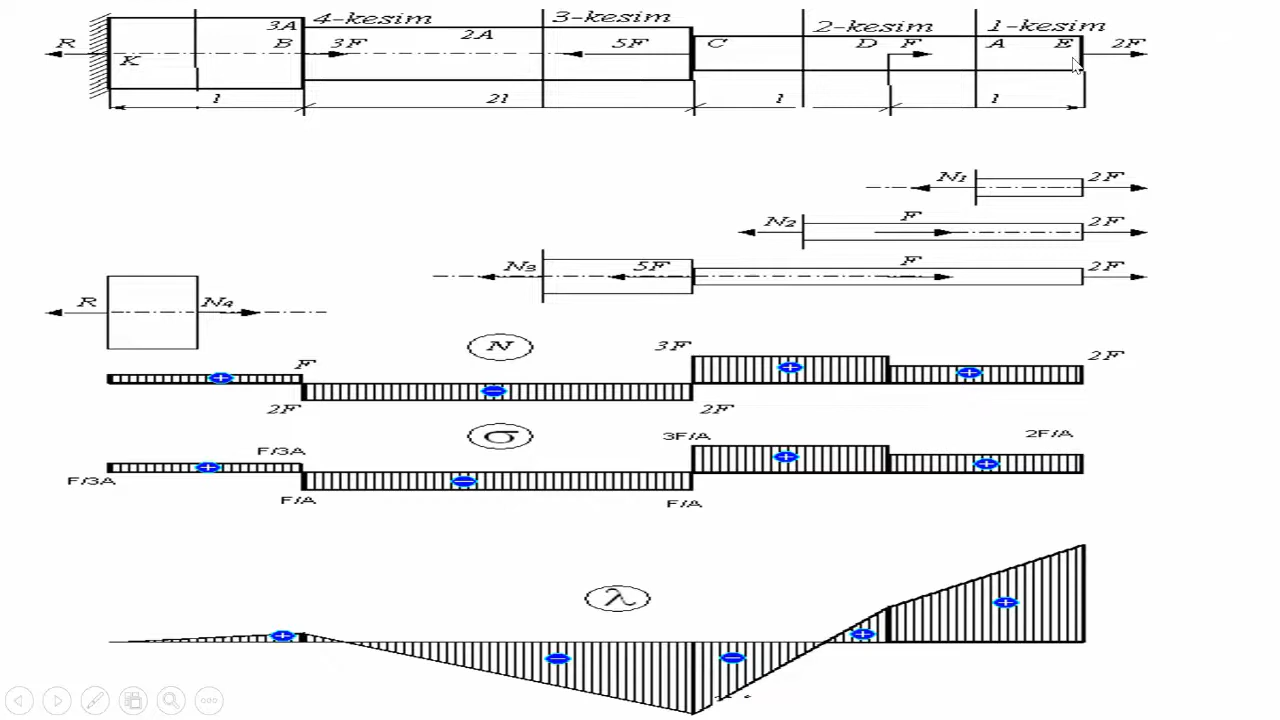 4-kesim 3-kesim 2-kesim 1-kesim
3A 2A
R K B 3F 5F C D F A E 2F
l 2l l l
N₁ 2F
N₂ F 2F
N₃ 5F F 2F
R N₄
N
F 3F 2F
2F 2F
σ
F/3A 3F/A 2F/A
F/3A F/A F/A
λ